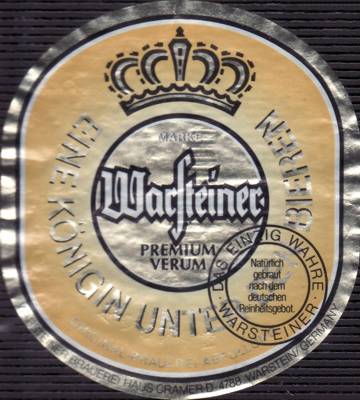 MARKE
Warsteiner
PREMIUM
VERUM
EINE KÖNIGIN UNTER BIEREN
DAS EINZIG WAHRE
Natürlich
gebraut
nach dem
deutschen
Reinheitsgebot.
WARSTEINER
BRAUEREI HAUS CRAMER D-4788 WARSTEIN/GERMANY